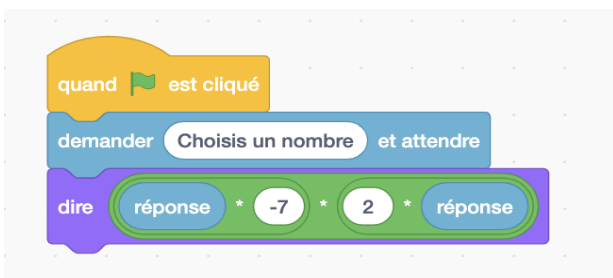 quand est cliqué
demander Choisis un nombre et attendre
dire réponse * -7 * 2 * réponse